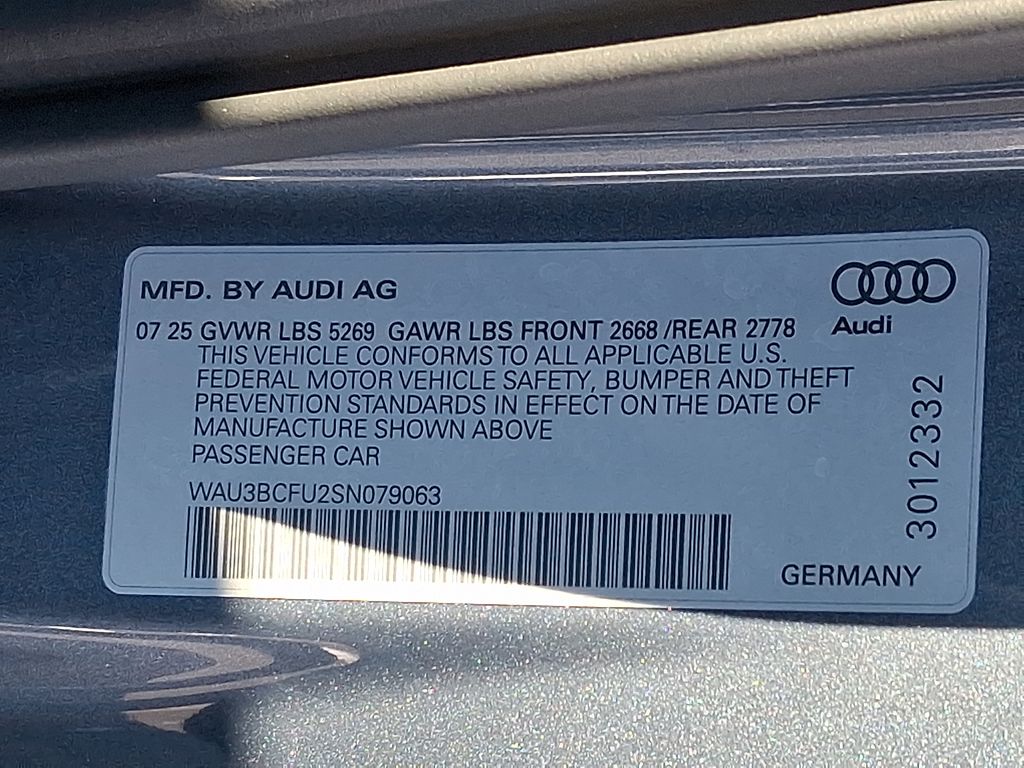 MFD. BY AUDI AG
Audi
07 25 GVWR LBS 5269 GAWR LBS FRONT 2668 /REAR 2778
THIS VEHICLE CONFORMS TO ALL APPLICABLE U.S.
FEDERAL MOTOR VEHICLE SAFETY, BUMPER AND THEFT
PREVENTION STANDARDS IN EFFECT ON THE DATE OF
MANUFACTURE SHOWN ABOVE
PASSENGER CAR
WAU3BCFU2SN079063
3012332
GERMANY